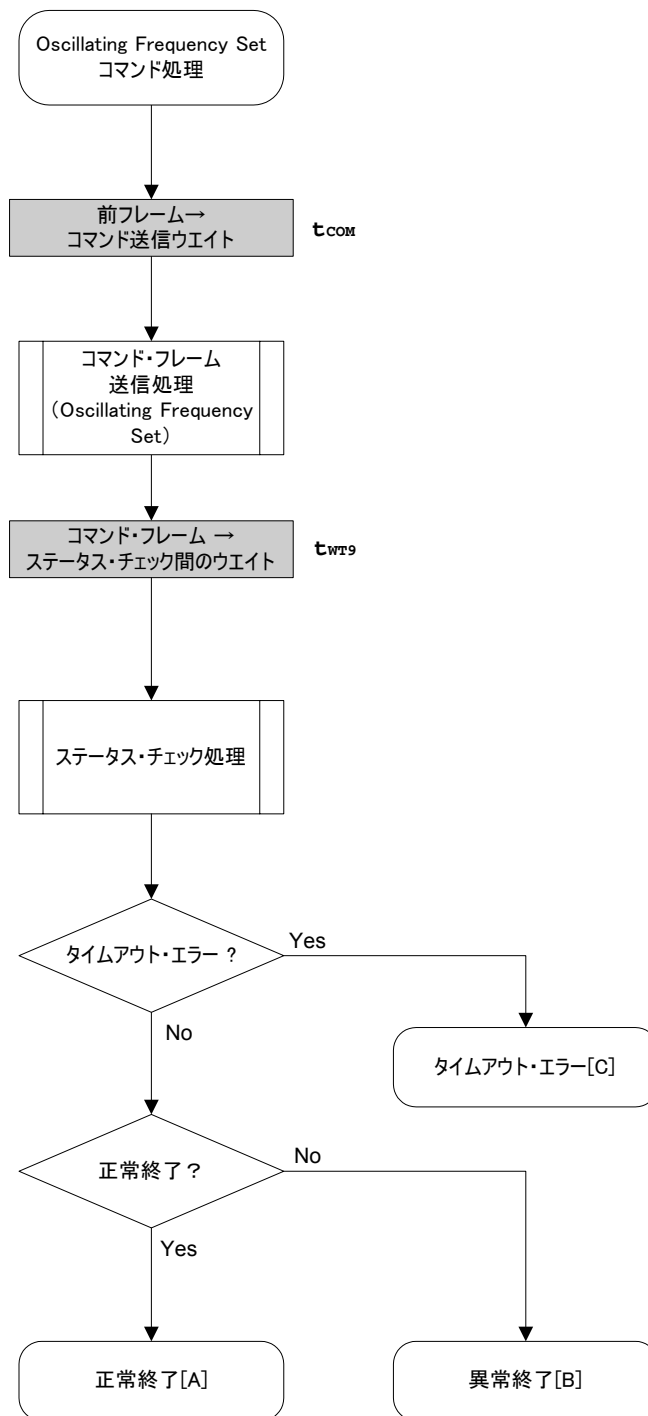 Oscillating Frequency Set
コマンド処理
前フレーム→
コマンド送信ウエイト
tCOM
コマンド・フレーム
送信処理
（Oscillating Frequency
Set）
コマンド・フレーム →
ステータス・チェック間のウエイト
tWT9
ステータス・チェック処理
タイムアウト・エラー ?
Yes
No
タイムアウト・エラー[C]
正常終了？
No
Yes
正常終了[A]
異常終了[B]